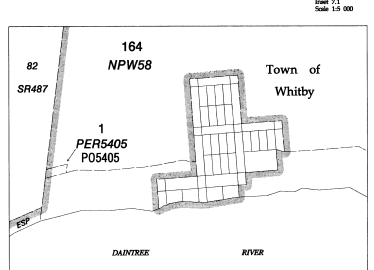 Inset 7.1
Scale 1:5 000
164
NPW58
82
SR487
Town of
Whitby
1
PER5405
P05405
ESP
DAINTREE RIVER